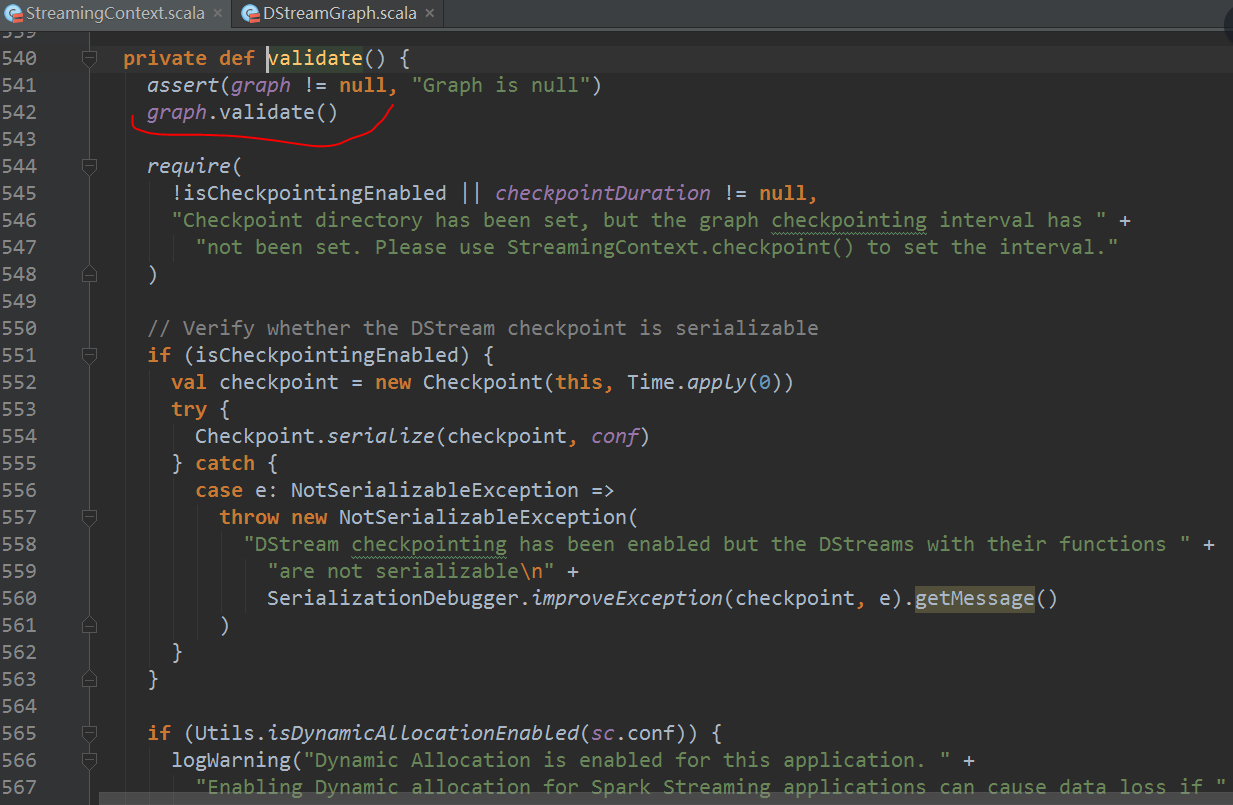 StreamingContext.scala × DStreamGraph.scala ×
539
540 private def validate() {
541 assert(graph != null, "Graph is null")
542 graph.validate()
543
544 require(
545 !isCheckpointingEnabled || checkpointDuration != null,
546 "Checkpoint directory has been set, but the graph checkpointing interval has " +
547 "not been set. Please use StreamingContext.checkpoint() to set the interval."
548 )
549
550 // Verify whether the DStream checkpoint is serializable
551 if (isCheckpointingEnabled) {
552 val checkpoint = new Checkpoint(this, Time.apply(0))
553 try {
554 Checkpoint.serialize(checkpoint, conf)
555 } catch {
556 case e: NotSerializableException =>
557 throw new NotSerializableException(
558 "DStream checkpointing has been enabled but the DStreams with their functions " +
559 "are not serializable\n" +
560 SerializationDebugger.improveException(checkpoint, e).getMessage()
561 )
562 }
563 }
564
565 if (Utils.isDynamicAllocationEnabled(sc.conf)) {
566 logWarning("Dynamic Allocation is enabled for this application. " +
567 "Enabling Dynamic allocation for Spark Streaming applications can cause data loss if "